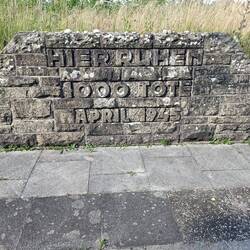 HIER RUHEN
1000 TOTE
APRIL 1945